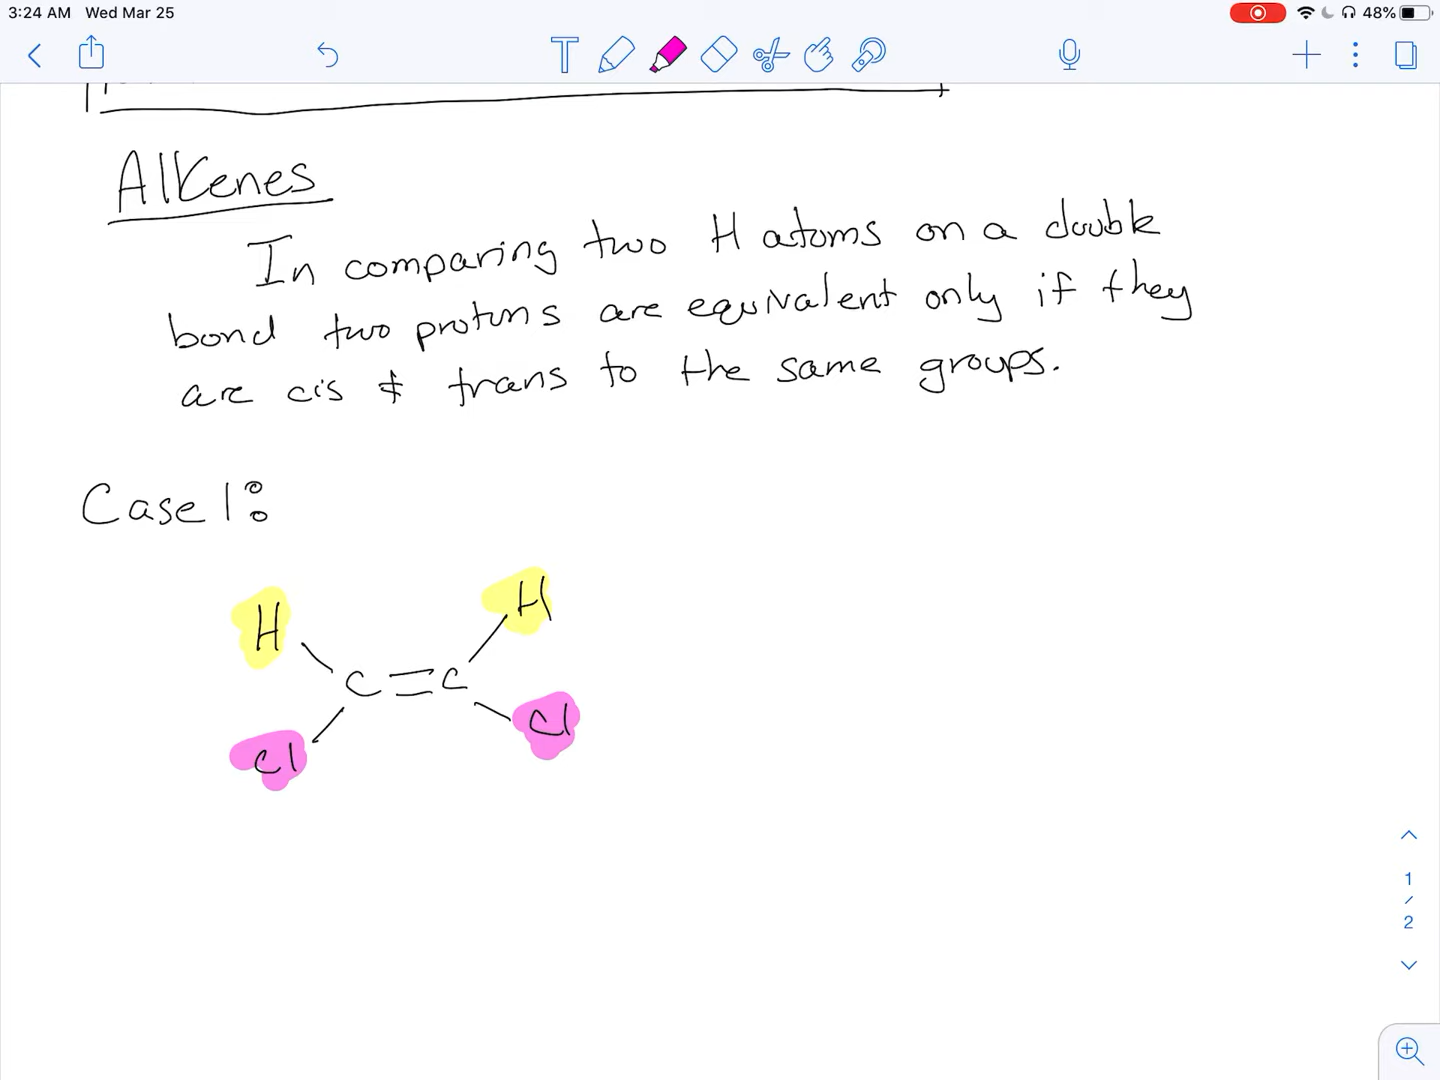 3:24 AM Wed Mar 25
48%
T
Alkenes
In comparing two H atoms on a double
bond two protons are equivalent only if they
are cis & trans to the same groups.
Case 1:
H H
C=C
Cl Cl
1
/
2